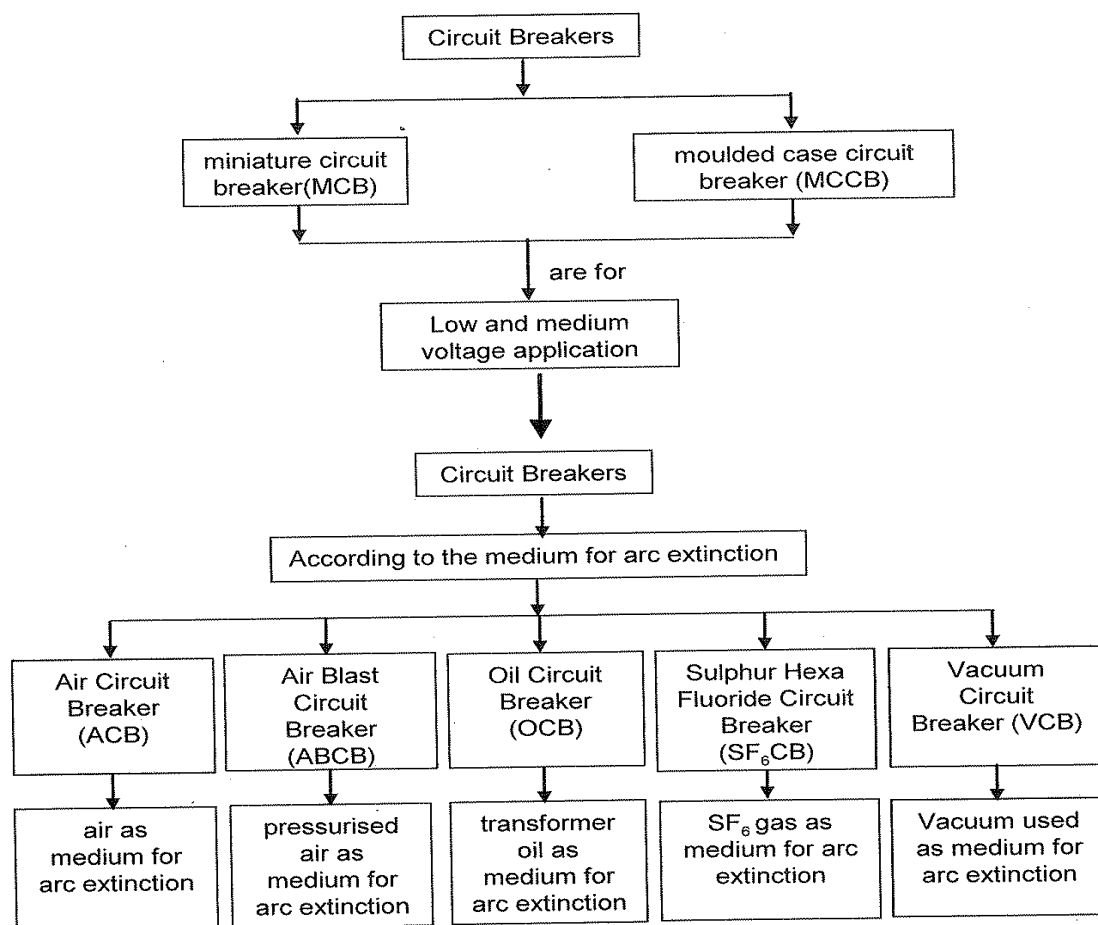 Circuit Breakers
miniature circuit
breaker(MCB)
moulded case circuit
breaker (MCCB)
are for
Low and medium
voltage application
Circuit Breakers
According to the medium for arc extinction
Air Circuit
Breaker
(ACB)
Air Blast
Circuit
Breaker
(ABCB)
Oil Circuit
Breaker
(OCB)
Sulphur Hexa
Fluoride Circuit
Breaker
(SF₆CB)
Vacuum
Circuit
Breaker (VCB)
air as
medium for
arc extinction
pressurised
air as
medium for
arc extinction
transformer
oil as
medium for
arc extinction
SF₆ gas as
medium for arc
extinction
Vacuum used
as medium for
arc extinction